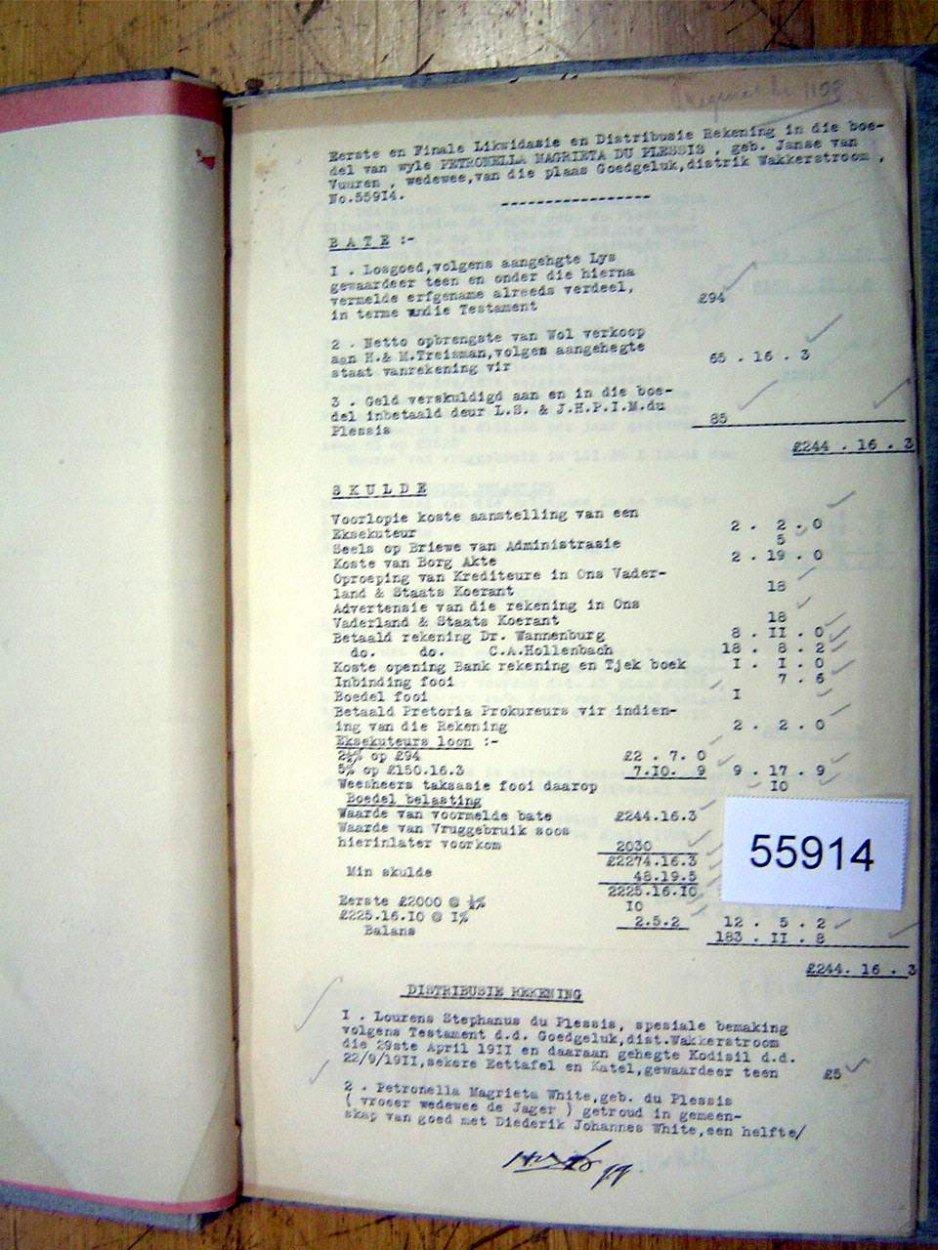 1108
Eerste en Finale Likwidasie en Distribusie Rekening in die boe-
del van wyle PETRONELLA MAGRIETA DU PLESSIS , geb. Janse van
Vuuren , wedewee,van die plaas Goedgeluk,distrik Wakkerstroom ,
No.55914.
-----------------
B A T E :-
I . Losgoed,volgens aangehgte Lys
gewaardeer teen en onder die hierna
vermelde erfgename alreeds verdeel,
in terme vndie Testament £94
2 . Netto opbrengste van Wol verkoop
aan H.& M.Treisman,volgen aangehegte
staat vanrekening vir 65 . 16 . 3
3 . Geld verskuldigd aan en in die boe-
del inbetaald deur L.S. & J.H.P.I.M.du
Plessis 85
£244 . 16 . 3
S K U L D E
Voorlopie koste aanstelling van een
Eksekuteur 2 . 2 . 0
Seels op Briewe van Administrasie 5
Koste van Borg Akte 2 . 19 . 0
Oproeping van Krediteure in Ons Vader-
land & Staats Koerant 18
Advertensie van die rekening in Ons
Vaderland & Staats Koerant 18
Betaald rekening Dr. Wannenburg 8 . II . 0
do. do. C.A.Hollenbach 18 . 8 . 2
Koste opening Bank rekening en Tjek boek I . I . 0
Inbinding fooi 7 . 6
Boedel fooi I
Betaald Pretoria Prokureurs vir indien-
ing van die Rekening 2 . 2 . 0
Eksekuteurs loon :-
2½% op £94 £2 . 7. 0
5% op £150.16.3 7.IO. 9 9 . 17 . 9
Weesheers taksasie fooi daarop IO
Boedel belasting
Waarde van voormelde bate £244.16.3
Waarde van Vruggebruik soos
hierinlater voorkom 2030
£2274.16.3
Min skulde 48.19.5
2225.16.IO
Eerste £2000 @ ½% IO
£225.16.IO @ I% 2.5.2 12 . 5 . 2
Balans 183 . II . 8
£244. 16 . 3
55914
DISTRIBUSIE REKENING
I . Lourens Stephanus du Plessis, spesiale bemaking
volgens Testament d.d. Goedgeluk,dist.Wakkerstroom
die 29ste April 19II en daaraan gehegte Kodisil d.d.
22/9/19II,sekere Eettafel en Katel,gewaardeer teen £5
2 . Petronella Magrieta White,geb. du Plessis
( vroeer wedewee de Jager ) getroud in gemeen-
skap van goed met Diederik Johannes White,een helfte/